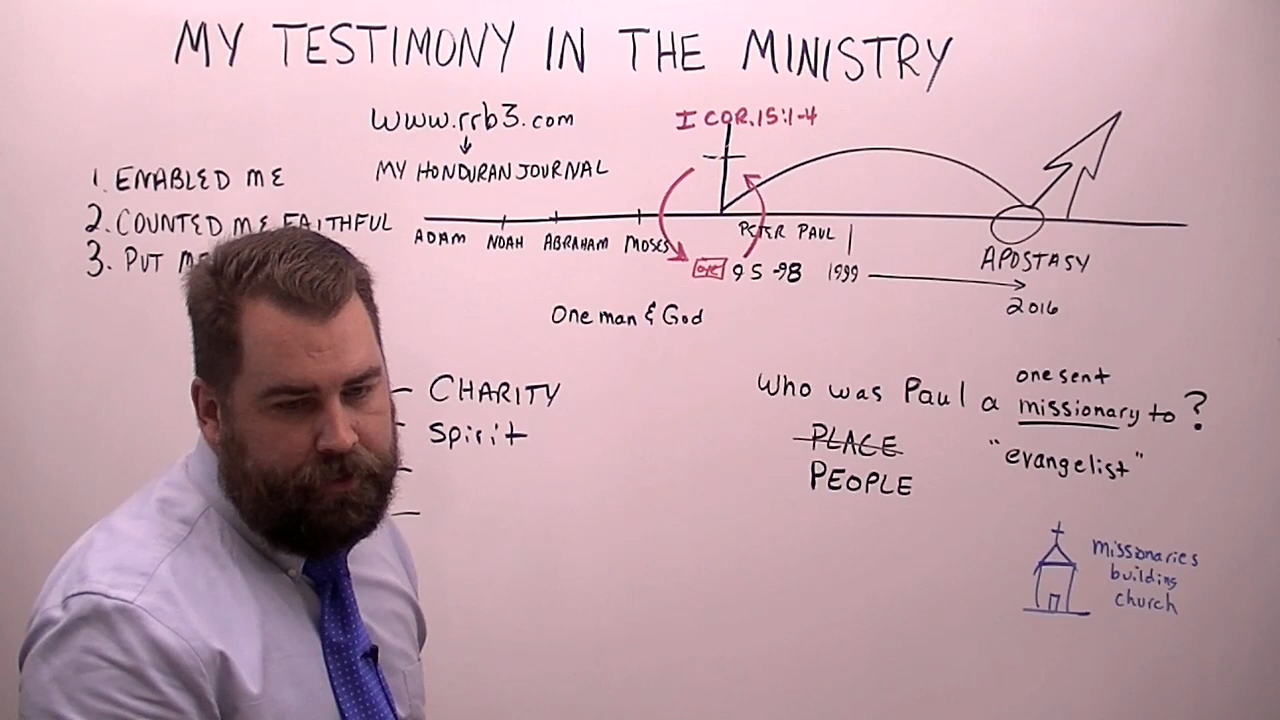 MY TESTIMONY IN THE MINISTRY
www.rrb3.com
MY HONDURAN JOURNAL
1. ENABLED ME
2. COUNTED ME FAITHFUL
3. PUT
I COR. 15:1-4
ADAM NOAH ABRAHAM MOSES PETER PAUL
95-98 1999
APOSTASY
2016
One man & God
CHARITY
Spirit
one sent
Who was Paul a missionary to?
PLACE
PEOPLE
"evangelist"
missionaries
building
church